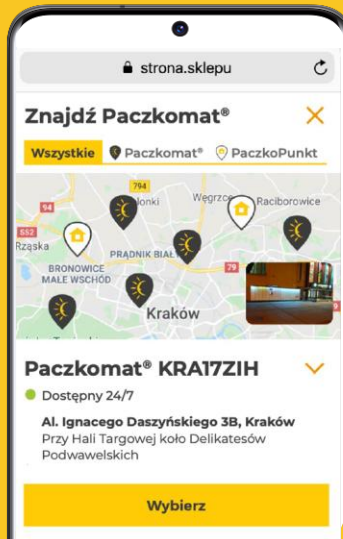 strona.sklepu
Znajdź Paczkomat®
Wszystkie Paczkomat® PaczkoPunkt
794
94
Węgrzce
Raciborowice
S52
Rząska
PRĄDNIK BIAŁY
BRONOWICE
MAŁE WSCHÓD
79
Kraków
Paczkomat® KRA17ZIH
Dostępny 24/7
Al. Ignacego Daszyńskiego 3B, Kraków
Przy Hali Targowej koło Delikatesów
Podwawelskich
Wybierz